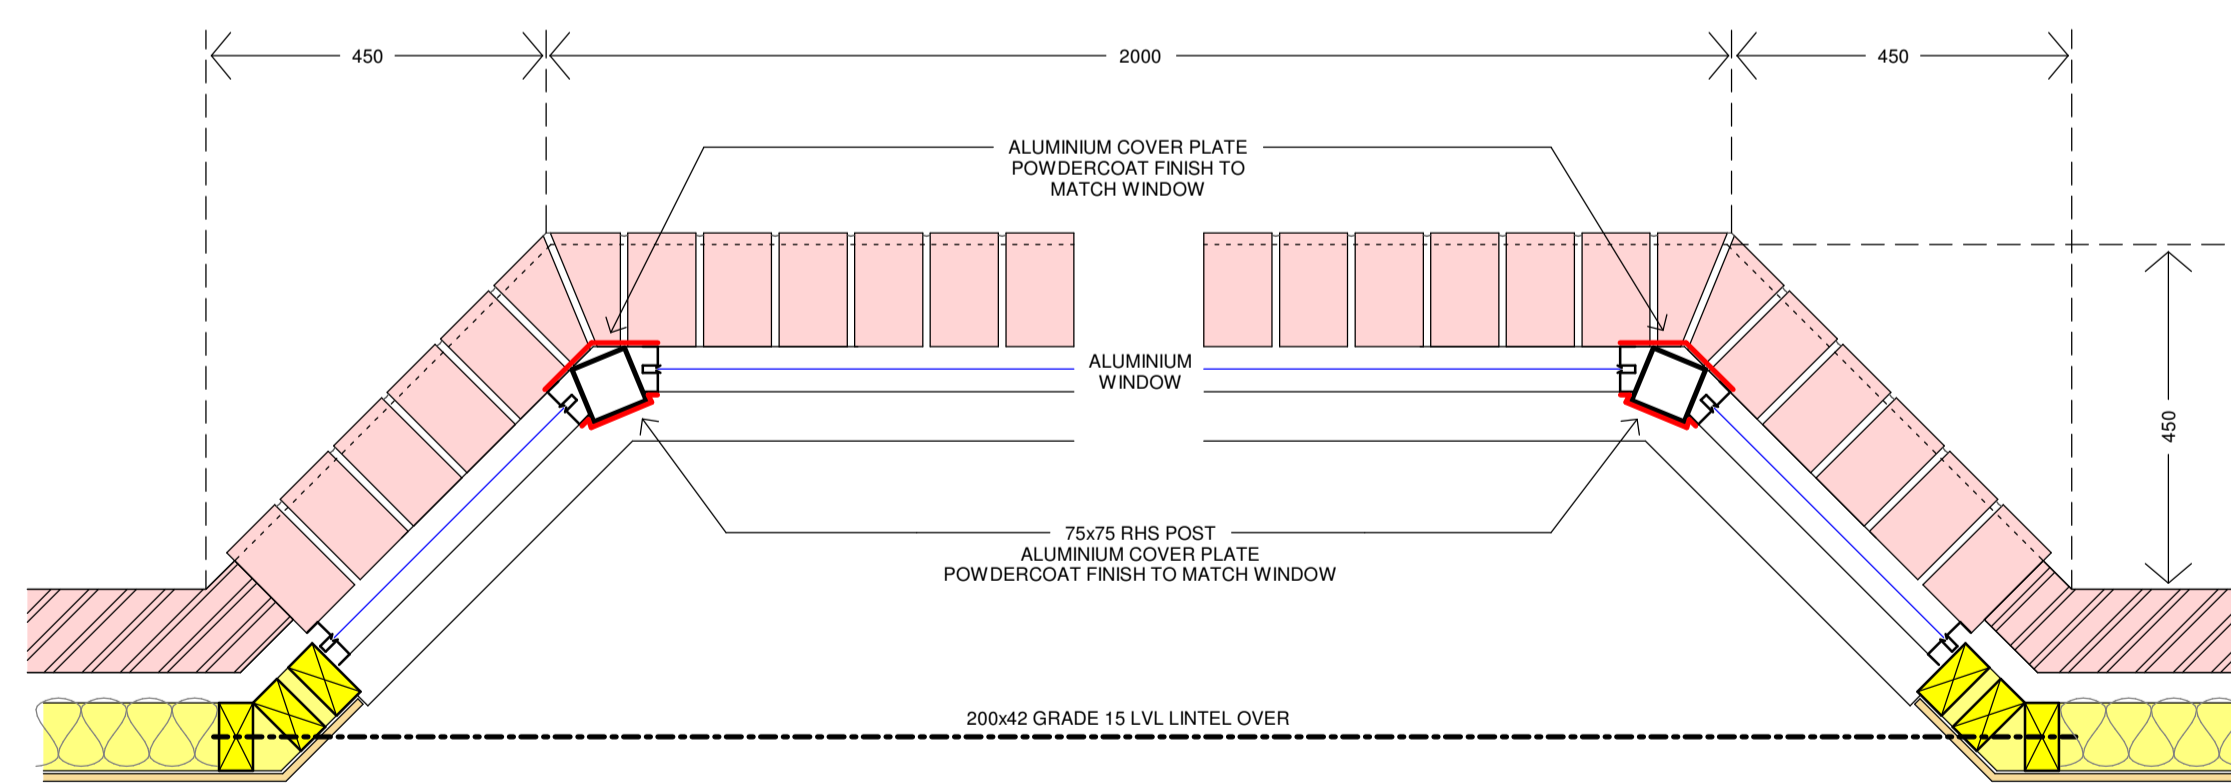 450
2000
450
ALUMINIUM COVER PLATE
POWDERCOAT FINISH TO
MATCH WINDOW
ALUMINIUM
WINDOW
450
75x75 RHS POST
ALUMINIUM COVER PLATE
POWDERCOAT FINISH TO MATCH WINDOW
200x42 GRADE 15 LVL LINTEL OVER